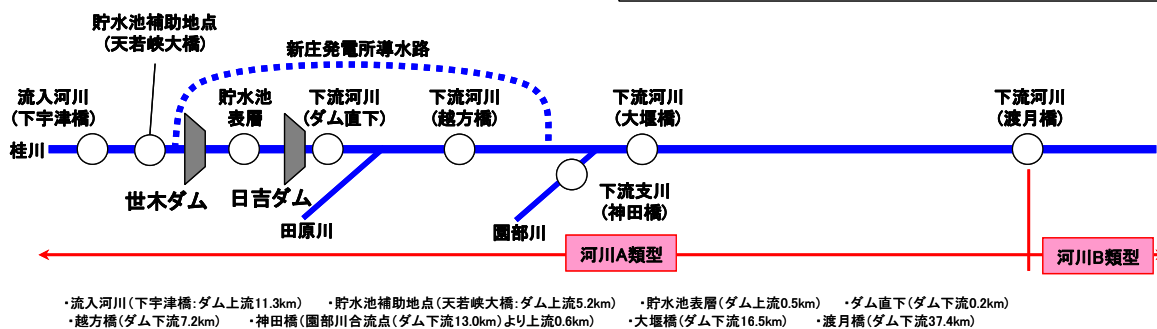 貯水池補助地点
(天若峡大橋)
新庄発電所導水路
流入河川
(下宇津橋)
貯水池
表層
下流河川
(ダム直下)
下流河川
(越方橋)
下流河川
(大堰橋)
下流河川
(渡月橋)
桂川
世木ダム
日吉ダム
田原川
園部川
下流支川
(神田橋)
河川A類型
河川B類型
・流入河川(下宇津橋:ダム上流11.3km) ・貯水池補助地点(天若峡大橋:ダム上流5.2km) ・貯水池表層(ダム上流0.5km) ・ダム直下(ダム下流0.2km)
・越方橋(ダム下流7.2km) ・神田橋(園部川合流点(ダム下流13.0km)より上流0.6km) ・大堰橋(ダム下流16.5km) ・渡月橋(ダム下流37.4km)